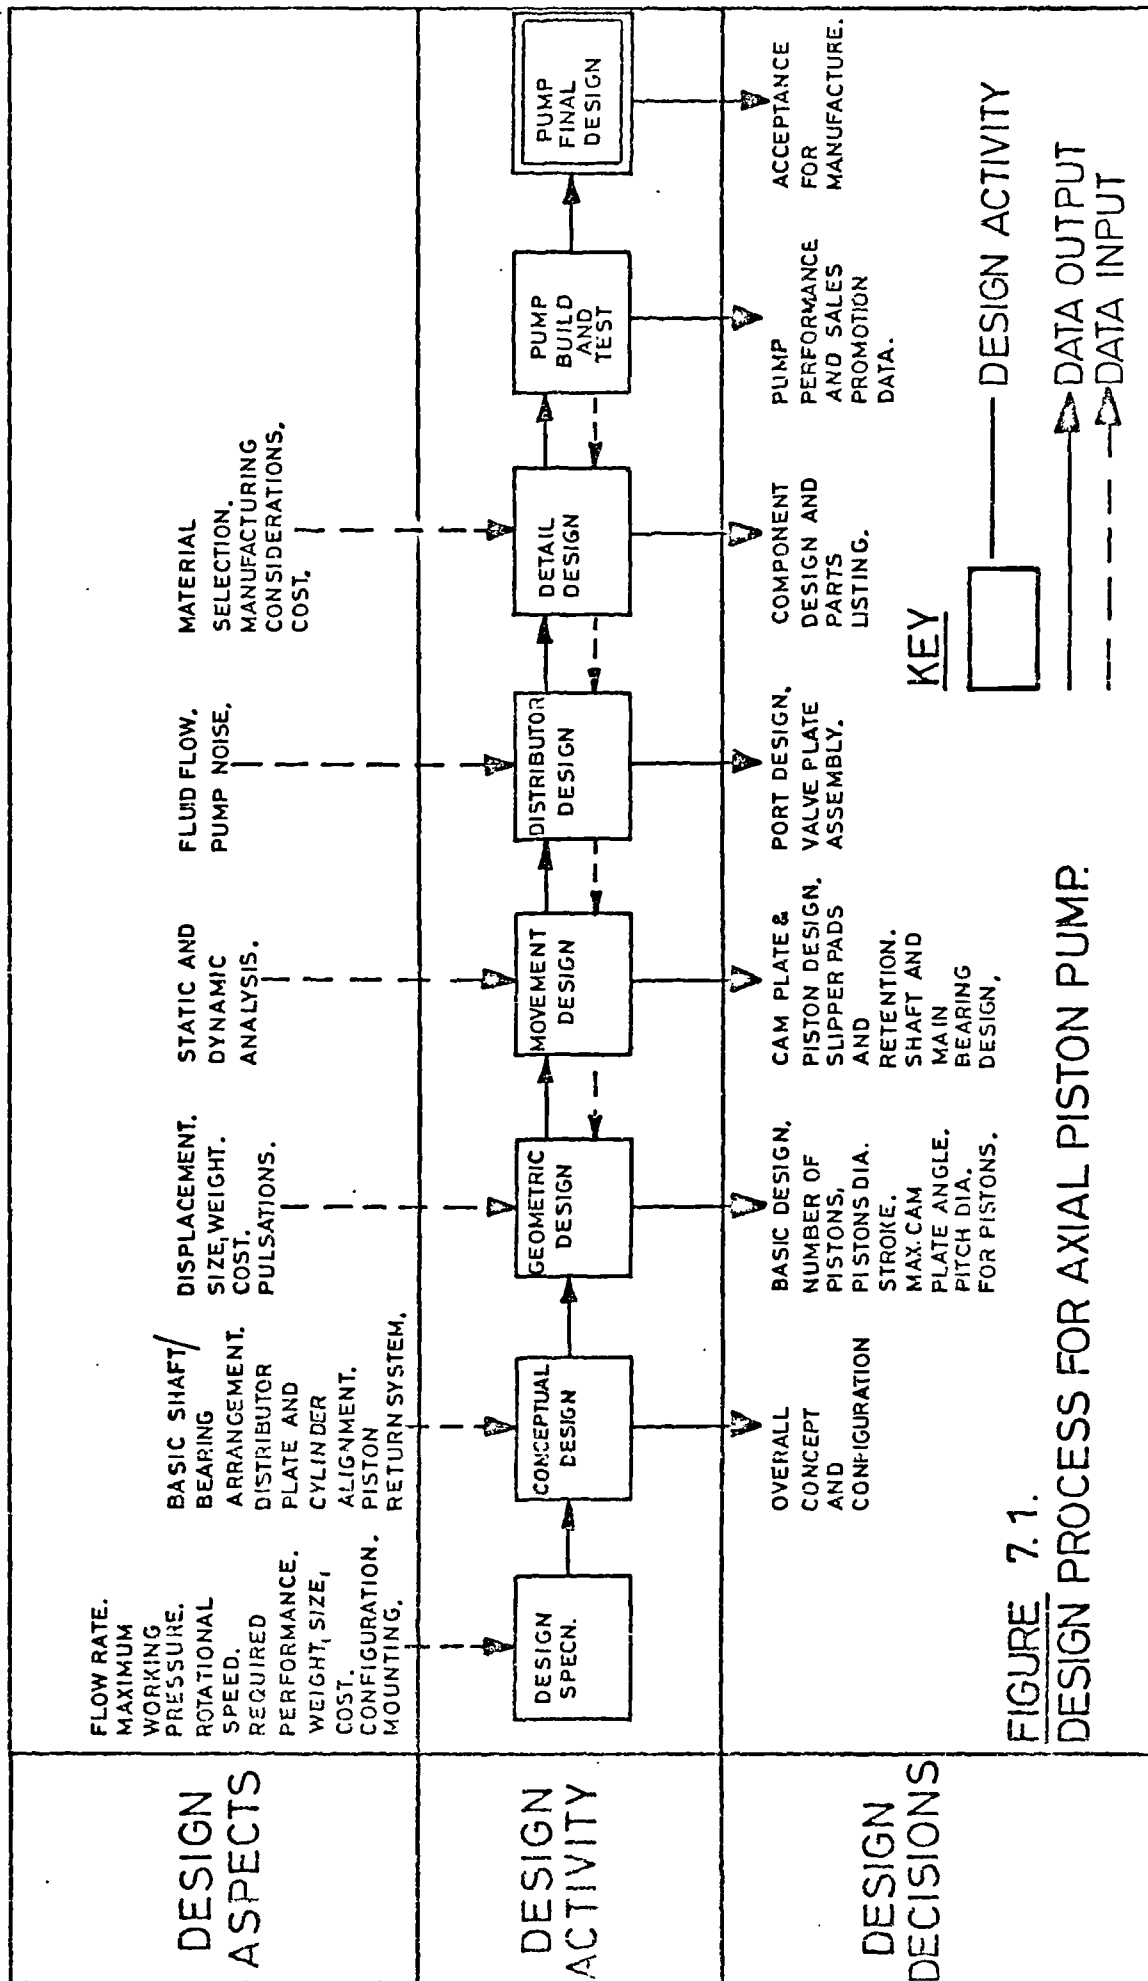 DESIGN
ASPECTS
FLOW RATE.
MAXIMUM
WORKING
PRESSURE.
ROTATIONAL
SPEED.
REQUIRED
PERFORMANCE.
WEIGHT, SIZE,
COST.
CONFIGURATION.
MOUNTING.
BASIC SHAFT/
BEARING
ARRANGEMENT.
DISTRIBUTOR
PLATE AND
CYLINDER
ALIGNMENT.
PISTON
RETURN SYSTEM.
DISPLACEMENT.
SIZE, WEIGHT.
COST.
PULSATIONS.
STATIC AND
DYNAMIC
ANALYSIS.
FLUID FLOW.
PUMP NOISE.
MATERIAL
SELECTION.
MANUFACTURING
CONSIDERATIONS.
COST.
DESIGN
ACTIVITY
DESIGN
SPECN.
CONCEPTUAL
DESIGN
GEOMETRIC
DESIGN
MOVEMENT
DESIGN
DISTRIBUTOR
DESIGN
DETAIL
DESIGN
PUMP
BUILD
AND
TEST
PUMP
FINAL
DESIGN
DESIGN
DECISIONS
OVERALL
CONCEPT
AND
CONFIGURATION
BASIC DESIGN.
NUMBER OF
PISTONS,
PISTONS DIA.
STROKE.
MAX. CAM
PLATE ANGLE.
PITCH DIA.
FOR PISTONS.
CAM PLATE &
PISTON DESIGN.
SLIPPER PADS
AND
RETENTION.
SHAFT AND
MAIN
BEARING
DESIGN,
PORT DESIGN.
VALVE PLATE
ASSEMBLY.
COMPONENT
DESIGN AND
PARTS
LISTING.
PUMP
PERFORMANCE
AND SALES
PROMOTION
DATA.
ACCEPTANCE
FOR
MANUFACTURE.
KEY
DESIGN ACTIVITY
DATA OUTPUT
DATA INPUT
FIGURE 7.1.
DESIGN PROCESS FOR AXIAL PISTON PUMP.